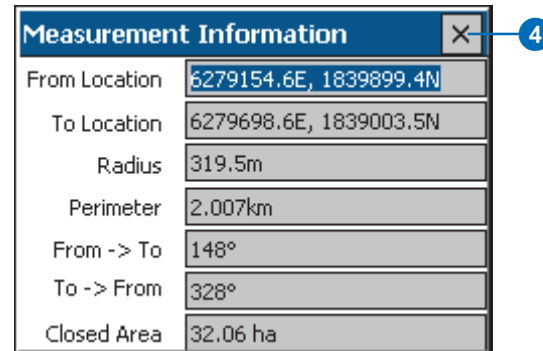 Measurement Information X 4
From Location 6279154.6E, 1839899.4N
To Location 6279698.6E, 1839003.5N
Radius 319.5m
Perimeter 2.007km
From -> To 148°
To -> From 328°
Closed Area 32.06 ha